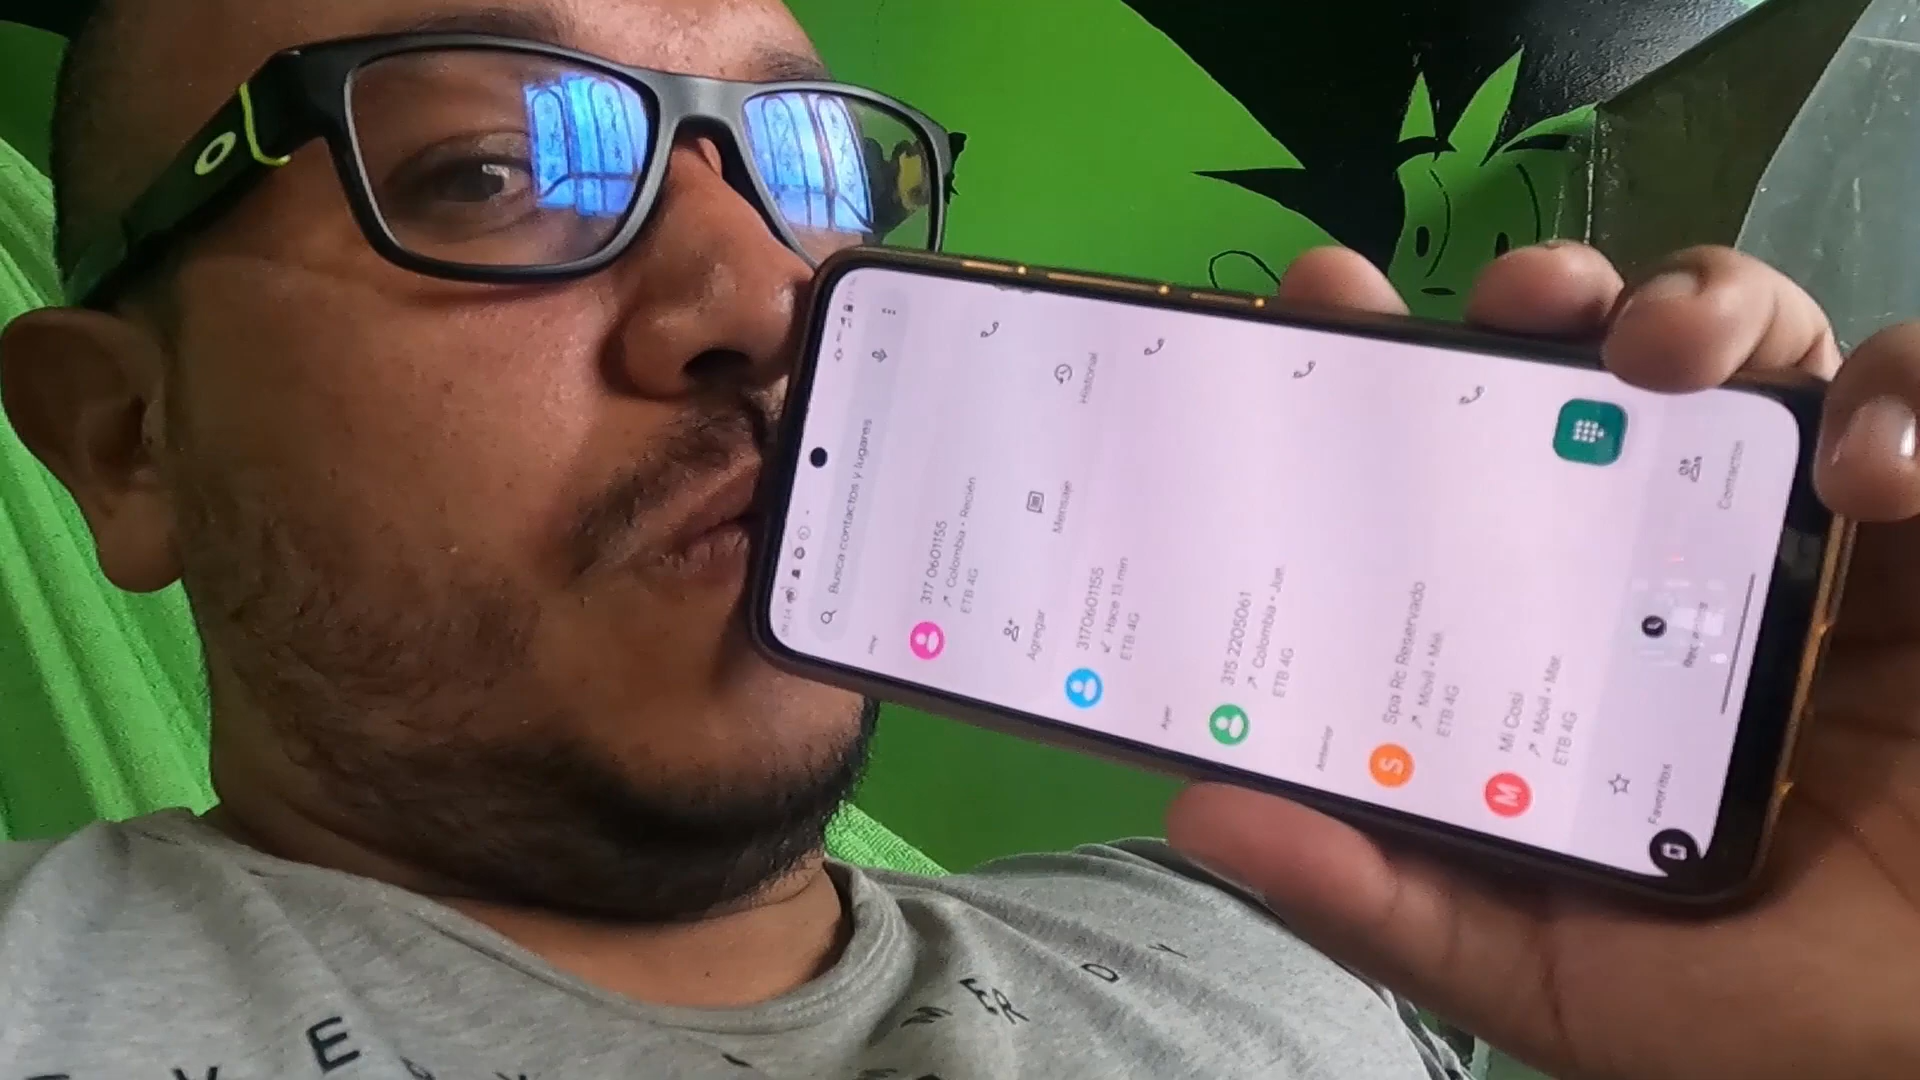 Busca contactos y lugares
Hoy
317 0601155
↗ Colombia • Recién
ETB 4G
Agregar
Mensaje
Historial
3170601155
↙ Hace 13 min
ETB 4G
Ayer
315 2205061
↗ Colombia • Jue.
ETB 4G
Anterior
S
Spa Rc Reservado
↗ Móvil • Mié.
ETB 4G
M
Mi Cosi
↗ Móvil • Mar.
ETB 4G
Favoritos
Recientes
Contactos
V E
M E R D Y